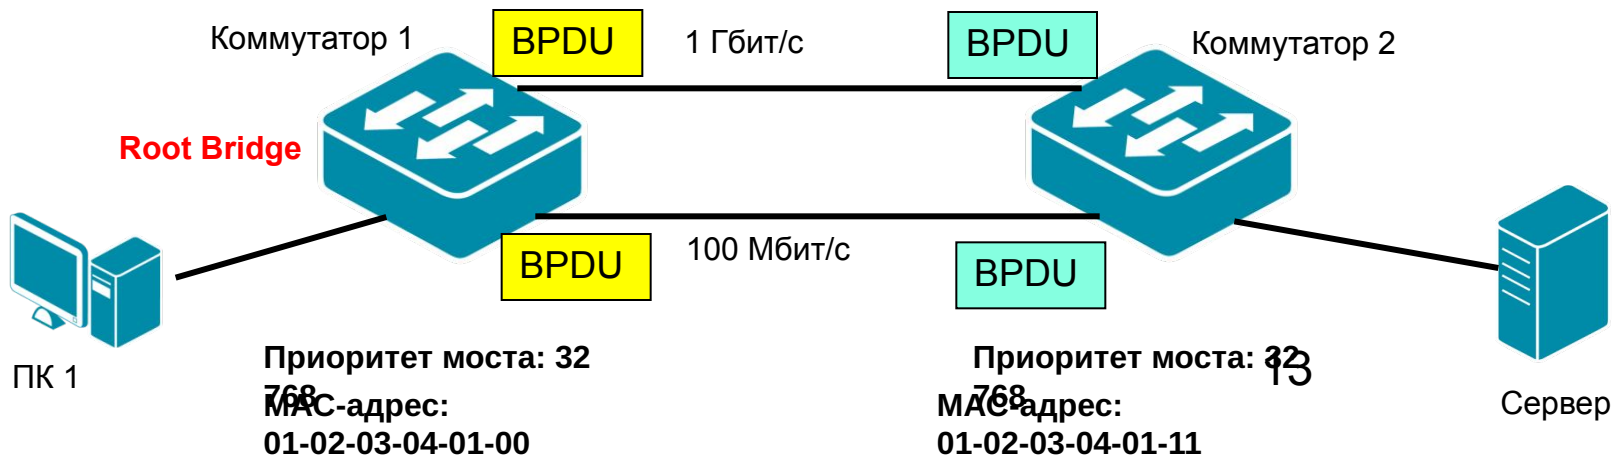 Коммутатор 1
BPDU
1 Гбит/с
BPDU
Коммутатор 2
Root Bridge
BPDU
100 Мбит/с
BPDU
ПК 1
Приоритет моста: 32
768
MAC-адрес:
01-02-03-04-01-00
Приоритет моста: 32
768
MAC-адрес:
01-02-03-04-01-11
13
Сервер